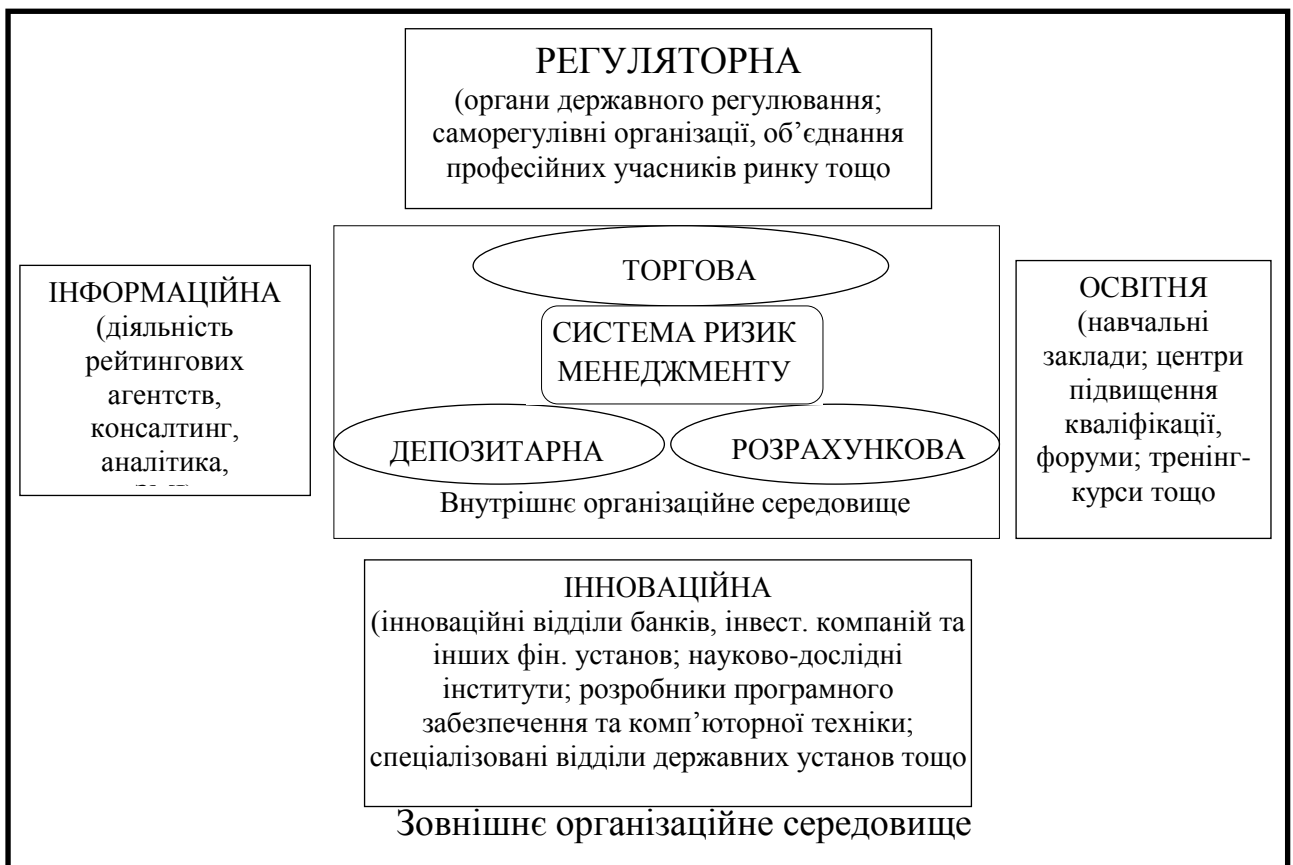 РЕГУЛЯТОРНА
(органи державного регулювання;
саморегулівні організації, об’єднання
професійних учасників ринку тощо
ІНФОРМАЦІЙНА
(діяльність
рейтингових
агентств,
консалтинг,
аналітика,
ТОРГОВА
СИСТЕМА РИЗИК
МЕНЕДЖМЕНТУ
ДЕПОЗИТАРНА
РОЗРАХУНКОВА
Внутрішнє організаційне середовище
ОСВІТНЯ
(навчальні
заклади; центри
підвищення
кваліфікації,
форуми; тренінг-
курси тощо
ІННОВАЦІЙНА
(інноваційні відділи банків, інвест. компаній та
інших фін. установ; науково-дослідні
інститути; розробники програмного
забезпечення та комп’юторної техніки;
спеціалізовані відділи державних установ тощо
Зовнішнє організаційне середовище